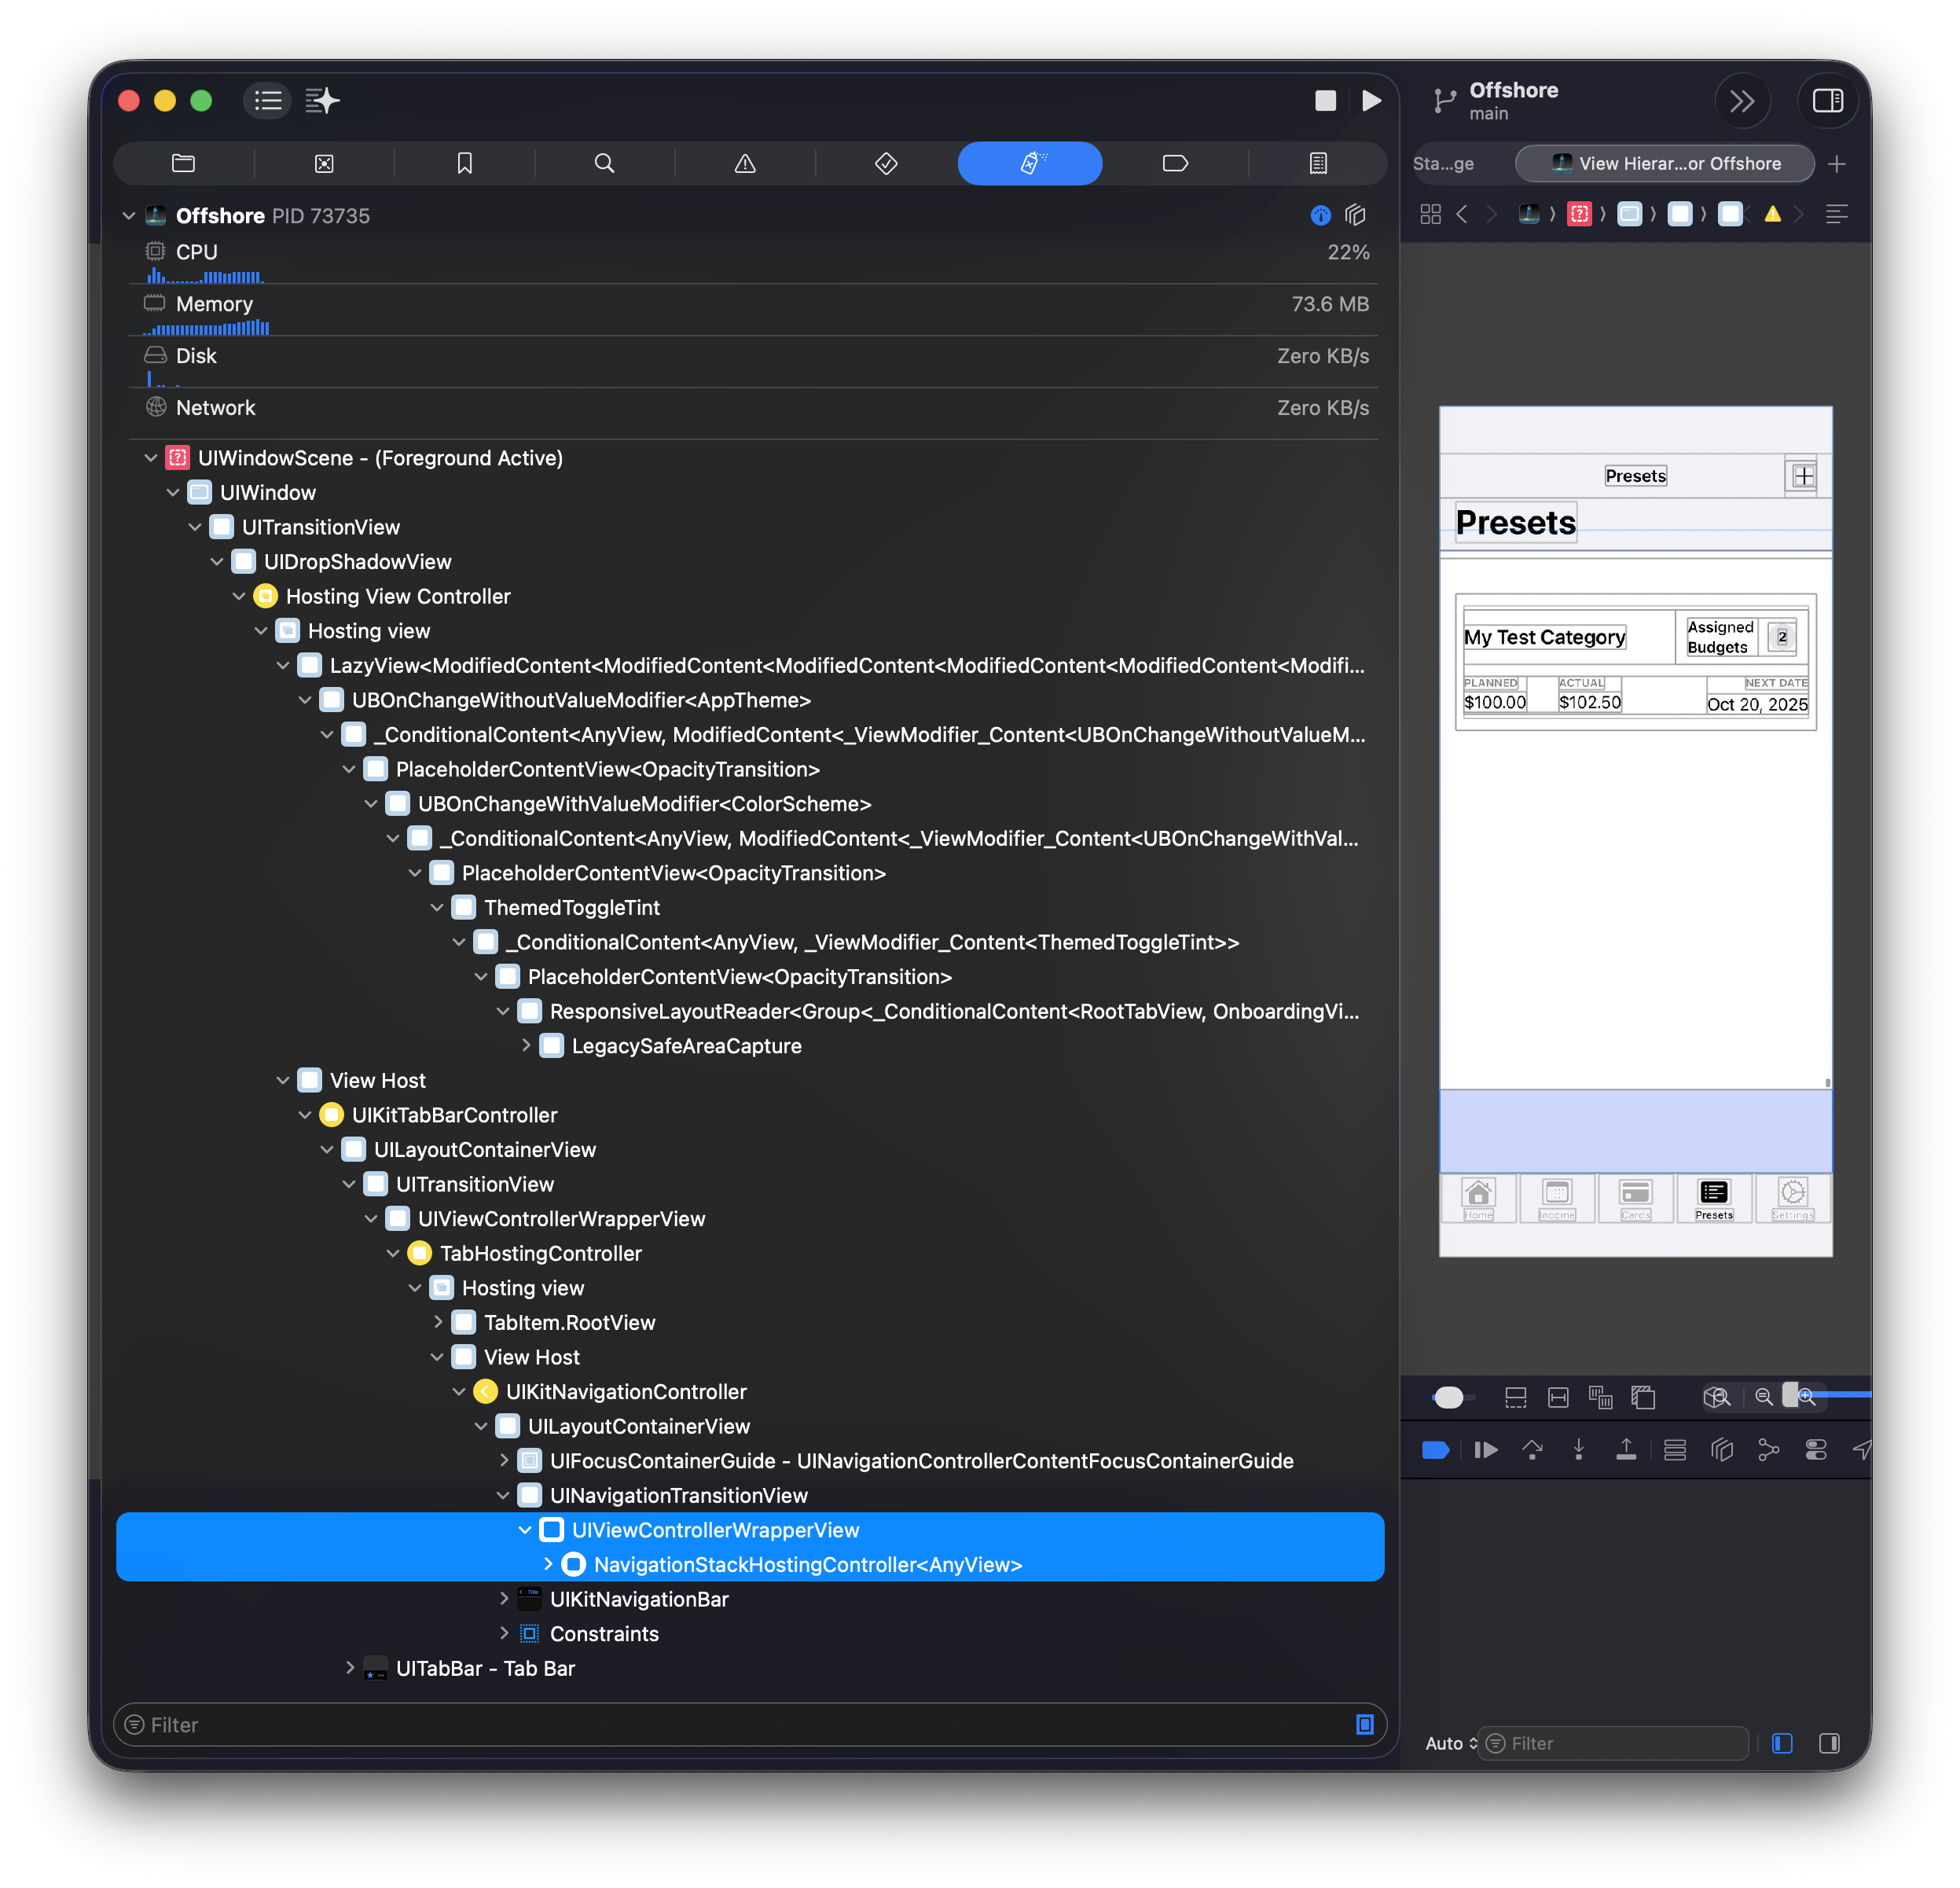 Offshore
main
Sta...ge
View Hierar...or Offshore
Offshore PID 73735
CPU
22%
Memory
73.6 MB
Disk
Zero KB/s
Network
Zero KB/s
UIWindowScene - (Foreground Active)
UIWindow
UITransitionView
UIDropShadowView
Hosting View Controller
Hosting view
LazyView<ModifiedContent<ModifiedContent<ModifiedContent<ModifiedContent<ModifiedContent<Modifi...
UBOnChangeWithoutValueModifier<AppTheme>
_ConditionalContent<AnyView, ModifiedContent<_ViewModifier_Content<UBOnChangeWithoutValueM...
PlaceholderContentView<OpacityTransition>
UBOnChangeWithValueModifier<ColorScheme>
_ConditionalContent<AnyView, ModifiedContent<_ViewModifier_Content<UBOnChangeWithVal...
PlaceholderContentView<OpacityTransition>
ThemedToggleTint
_ConditionalContent<AnyView, _ViewModifier_Content<ThemedToggleTint>>
PlaceholderContentView<OpacityTransition>
ResponsiveLayoutReader<Group<_ConditionalContent<RootTabView, OnboardingVi...
LegacySafeAreaCapture
View Host
UIKitTabBarController
UILayoutContainerView
UITransitionView
UIViewControllerWrapperView
TabHostingController
Hosting view
TabItem.RootView
View Host
UIKitNavigationController
UILayoutContainerView
UIFocusContainerGuide - UINavigationControllerContentFocusContainerGuide
UINavigationTransitionView
UIViewControllerWrapperView
NavigationStackHostingController<AnyView>
UIKitNavigationBar
Constraints
UITabBar - Tab Bar
Filter
Presets
Presets
My Test Category
Assigned
Budgets
2
PLANNED
ACTUAL
NEXT DATE
$100.00
$102.50
Oct 20, 2025
Home
Income
Cards
Presets
Settings
Auto
Filter